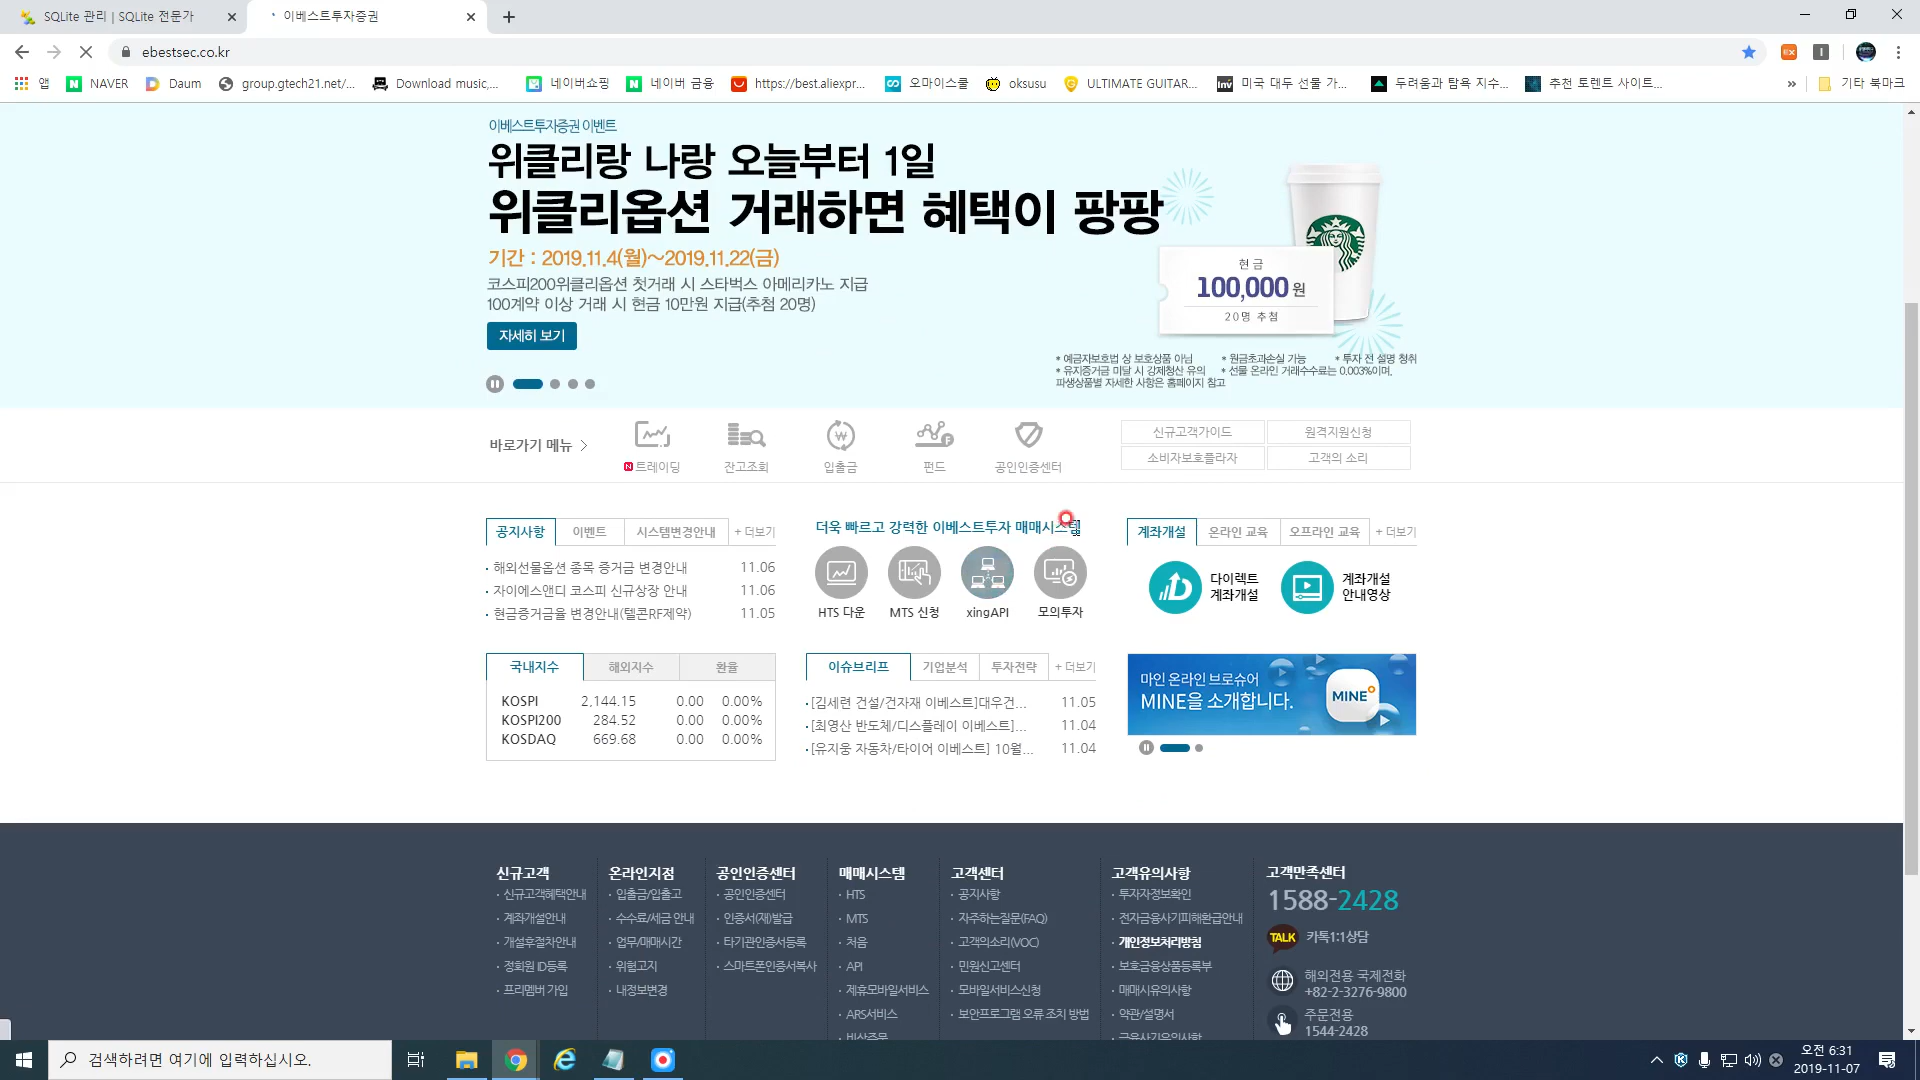 SQLite 관리 | SQLite 전문가
이베스트투자증권
ebestsec.co.kr
앱
NAVER
Daum
group.gtech21.net/...
Download music,...
네이버쇼핑
네이버 금융
https://best.aliexpr...
오마이스쿨
oksusu
ULTIMATE GUITAR...
미국 대두 선물 가...
두려움과 탐욕 지수...
추천 토렌트 사이트...
»
기타 북마크
이베스트투자증권 이벤트
위클리랑 나랑 오늘부터 1일
위클리옵션 거래하면 혜택이 팡팡
기간 : 2019.11.4(월)~2019.11.22(금)
코스피200위클리옵션 첫거래 시 스타벅스 아메리카노 지급
100계약 이상 거래 시 현금 10만원 지급(추첨 20명)
자세히 보기
현금
100,000 원
20명 추첨
* 예금자보호법 상 보호상품 아님 * 원금초과손실 가능 * 투자 전 설명 청취
* 유지증거금 미달 시 강제청산 유의 * 선물 온라인 거래수수료는 0.003%이며,
파생상품별 자세한 사항은 홈페이지 참고
바로가기 메뉴
N 트레이딩
잔고조회
입출금
펀드
공인인증센터
신규고객가이드
원격지원신청
소비자보호플라자
고객의 소리
공지사항
이벤트
시스템변경안내
+ 더보기
해외선물옵션 종목 증거금 변경안내 11.06
자이에스앤디 코스피 신규상장 안내 11.06
현금증거금율 변경안내(텔콘RF제약) 11.05
더욱 빠르고 강력한 이베스트투자 매매시스템
HTS 다운
MTS 신청
xingAPI
모의투자
계좌개설
온라인 교육
오프라인 교육
+ 더보기
다이렉트
계좌개설
계좌개설
안내영상
국내지수
해외지수
환율
KOSPI 2,144.15 0.00 0.00%
KOSPI200 284.52 0.00 0.00%
KOSDAQ 669.68 0.00 0.00%
이슈브리프
기업분석
투자전략
+ 더보기
[김세련 건설/건자재 이베스트]대우건... 11.05
[최영산 반도체/디스플레이 이베스트]... 11.04
[유지웅 자동차/타이어 이베스트] 10월... 11.04
마인 온라인 브로슈어
MINE을 소개합니다.
MINE
신규고객
신규고객혜택안내
계좌개설안내
개설후절차안내
정회원 ID등록
프리멤버 가입
온라인지점
입출금/입출고
수수료/세금 안내
업무/매매시간
위험고지
내정보변경
공인인증센터
공인인증센터
인증서(재)발급
타기관인증서등록
스마트폰인증서복사
매매시스템
HTS
MTS
처음
API
제휴모바일서비스
ARS서비스
비상주문
고객센터
공지사항
자주하는질문(FAQ)
고객의소리(VOC)
민원신고센터
모바일서비스신청
보안프로그램 오류 조치 방법
고객유의사항
투자자정보확인
전자금융사기피해환급안내
개인정보처리방침
보호금융상품등록부
매매시유의사항
약관/설명서
금융사기유의사항
고객만족센터
1588-2428
TALK 카톡1:1상담
해외전용 국제전화
+82-2-3276-9800
주문전용
1544-2428
검색하려면 여기에 입력하십시오.
오전 6:31
2019-11-07